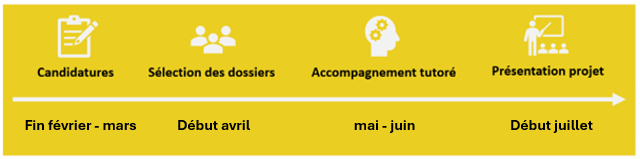 Candidatures
Sélection des dossiers
Accompagnement tutoré
Présentation projet
Fin février - mars
Début avril
mai - juin
Début juillet